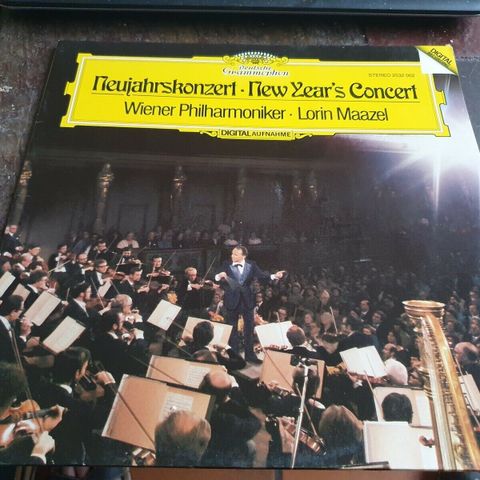 Deutsche
Grammophon
STEREO 2532 002
DIGITAL
Neujahrskonzert · New Year's Concert
Wiener Philharmoniker · Lorin Maazel
DIGITAL AUFNAHME